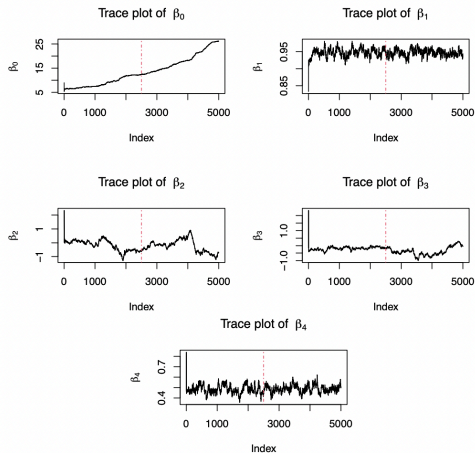 Trace plot of β0
β0
5 15 25
0 1000 3000 5000
Index
Trace plot of β1
β1
0.85 0.95
0 1000 3000 5000
Index
Trace plot of β2
β2
−1 1
0 1000 3000 5000
Index
Trace plot of β3
β3
−1.0 1.0
0 1000 3000 5000
Index
Trace plot of β4
β4
0.4 0.7
0 1000 3000 5000
Index